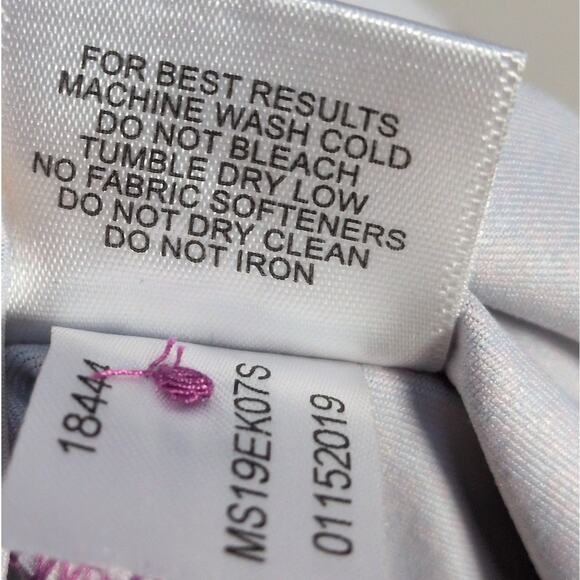 FOR BEST RESULTS
MACHINE WASH COLD
DO NOT BLEACH
TUMBLE DRY LOW
NO FABRIC SOFTENERS
DO NOT DRY CLEAN
DO NOT IRON
18444
MS19EK07S
01152019